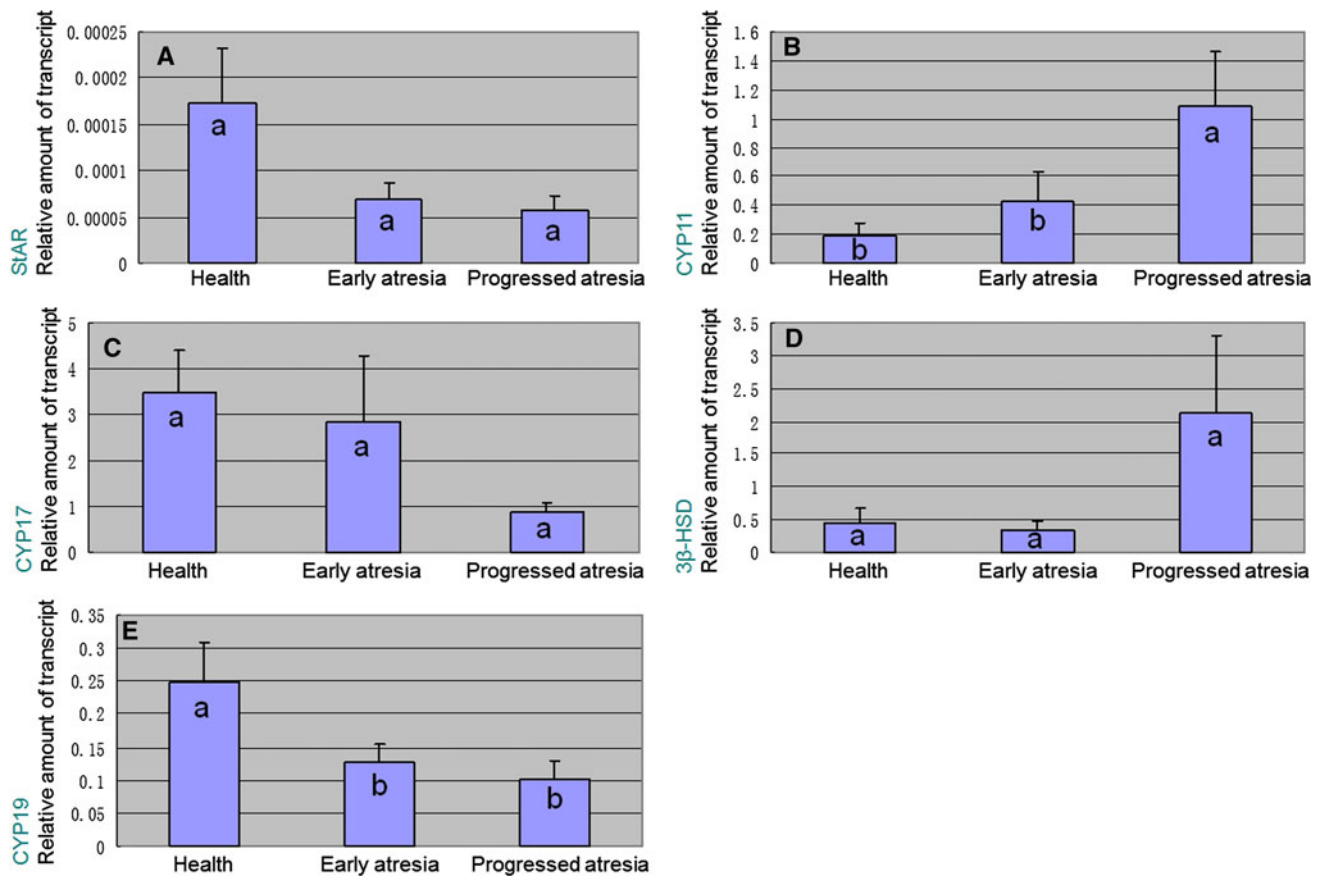 A
StAR
Relative amount of transcript
0.00025
0.0002
0.00015
0.0001
0.00005
0
a
a
a
Health
Early atresia
Progressed atresia
B
CYP11
Relative amount of transcript
1.6
1.4
1.2
1
0.8
0.6
0.4
0.2
0
b
b
a
Health
Early atresia
Progressed atresia
C
CYP17
Relative amount of transcript
5
4
3
2
1
0
a
a
a
Health
Early atresia
Progressed atresia
D
3β-HSD
Relative amount of transcript
3.5
3
2.5
2
1.5
1
0.5
0
a
a
a
Health
Early atresia
Progressed atresia
E
CYP19
Relative amount of transcript
0.35
0.3
0.25
0.2
0.15
0.1
0.05
0
a
b
b
Health
Early atresia
Progressed atresia